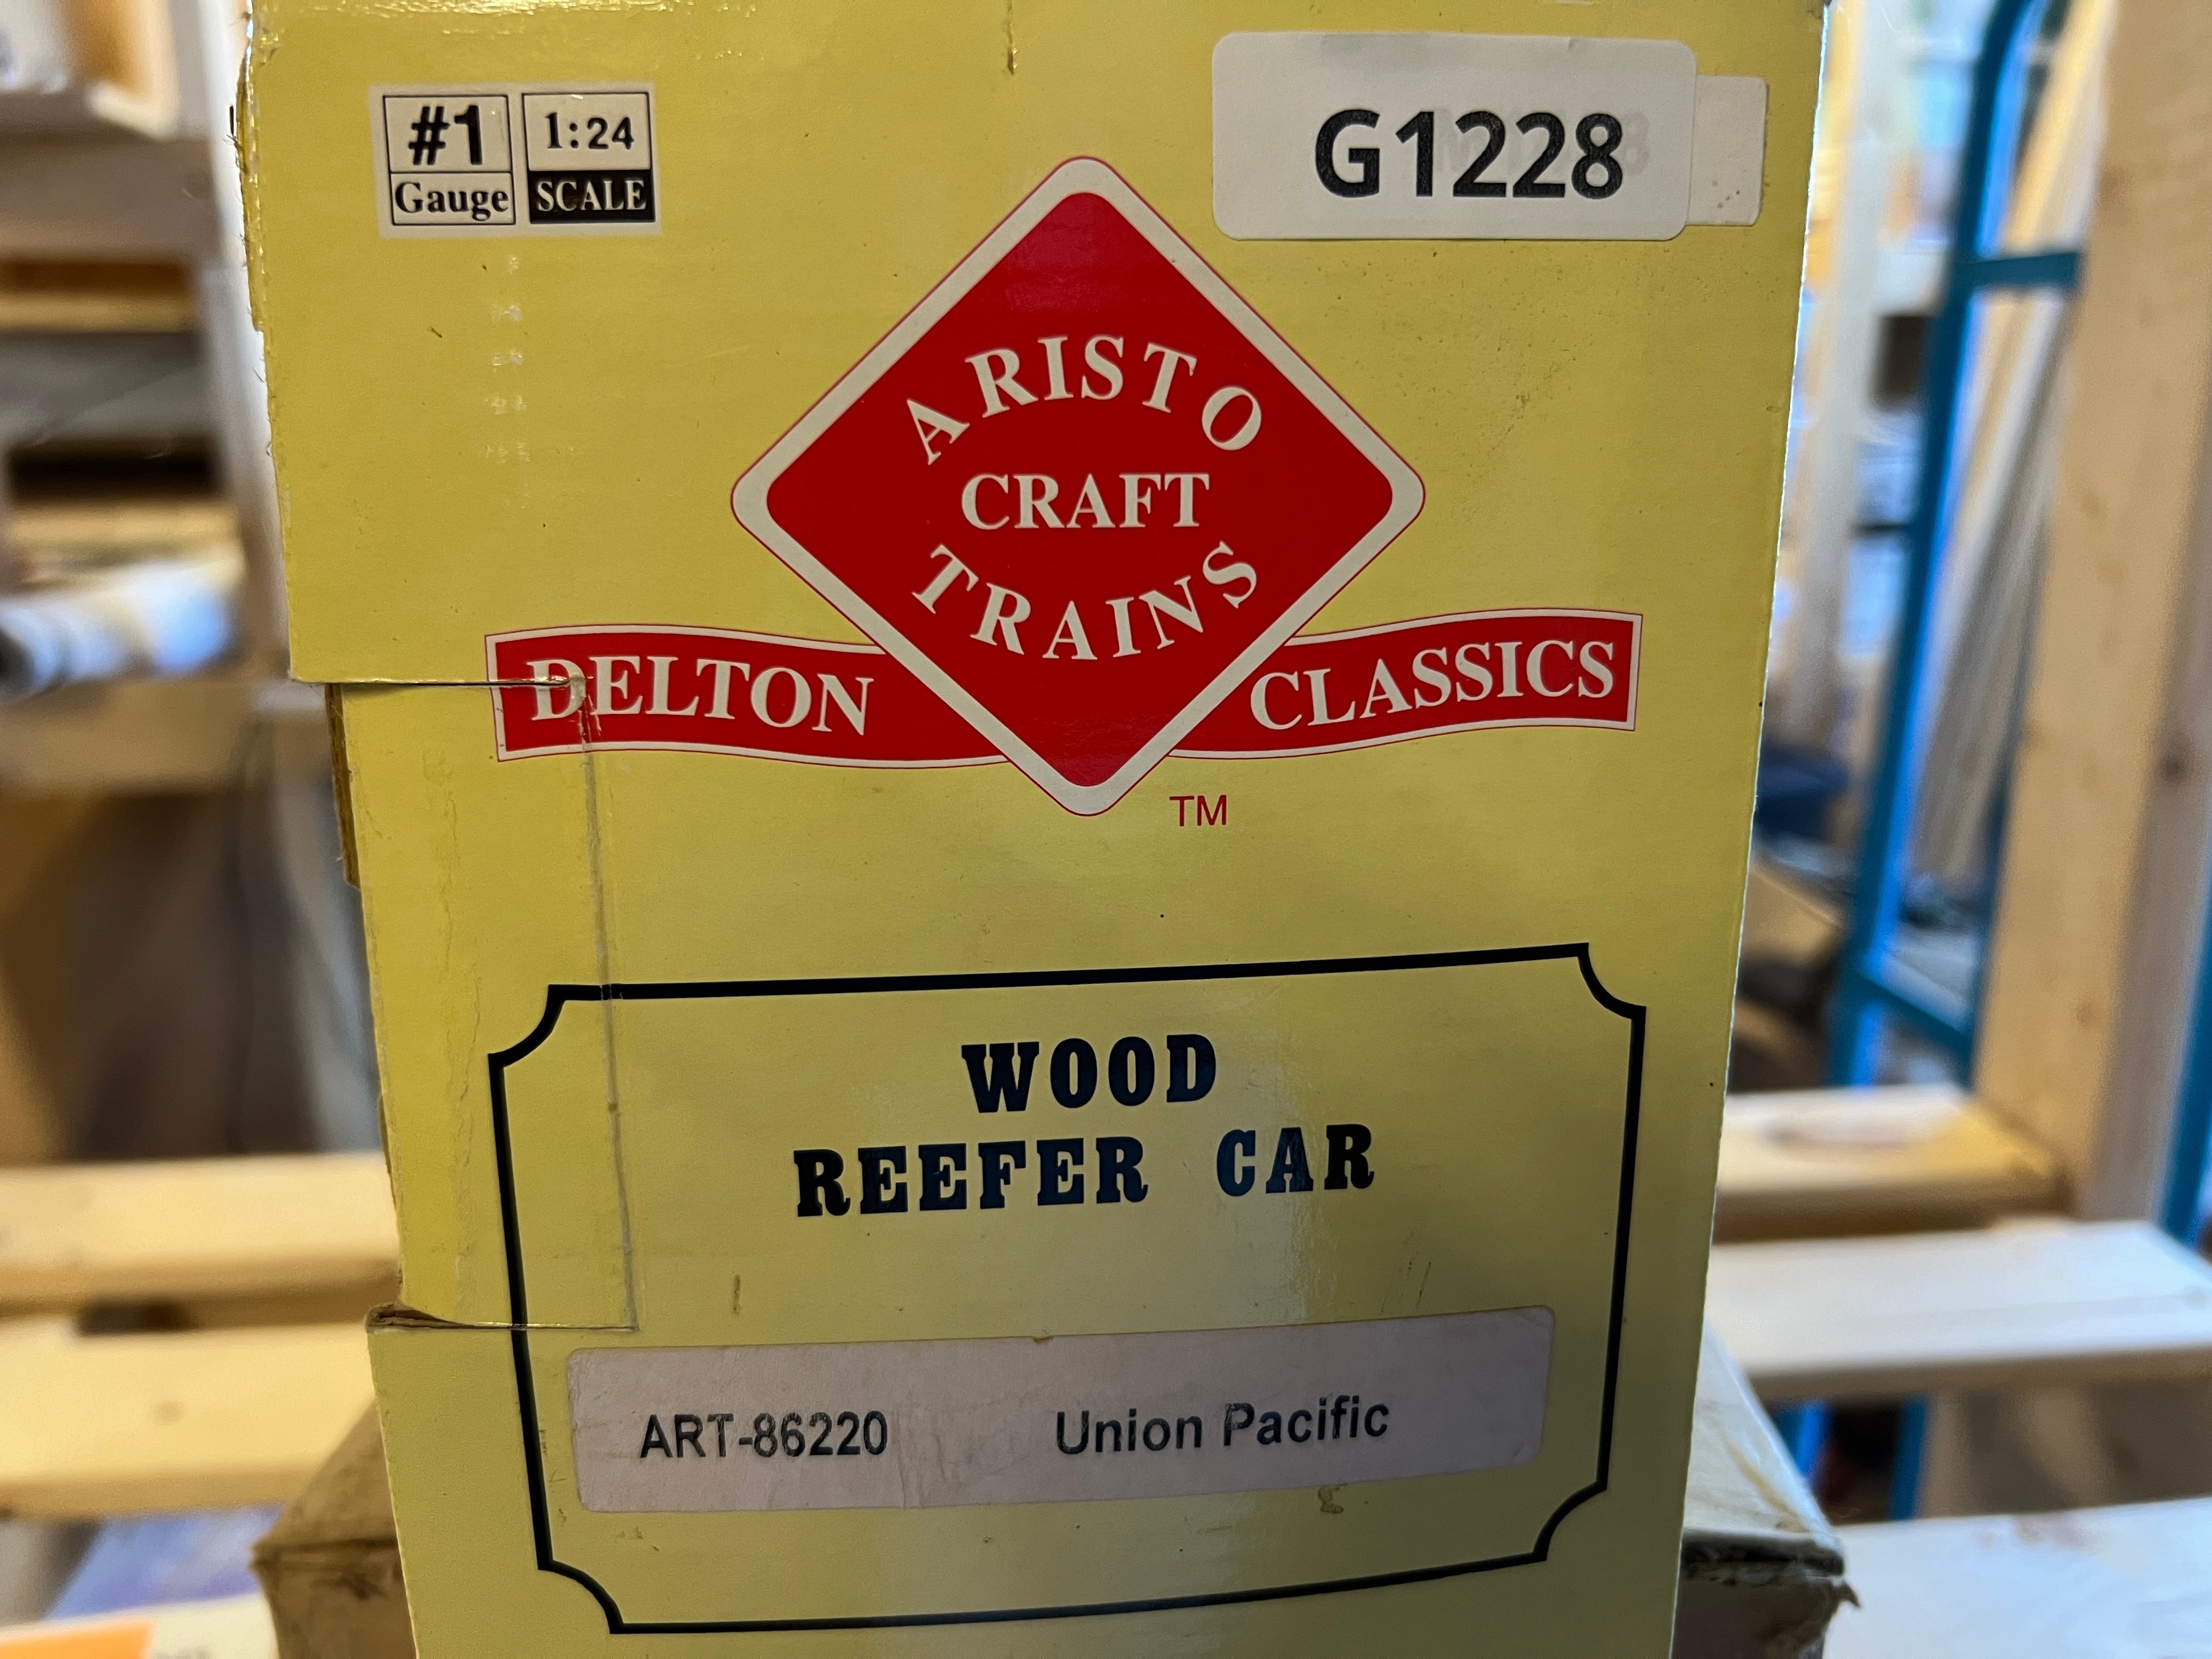 #1
Gauge
1:24
SCALE
G1228
ARISTO
CRAFT
TRAINS
DELTON CLASSICS
TM
WOOD
REEFER CAR
ART-86220 Union Pacific